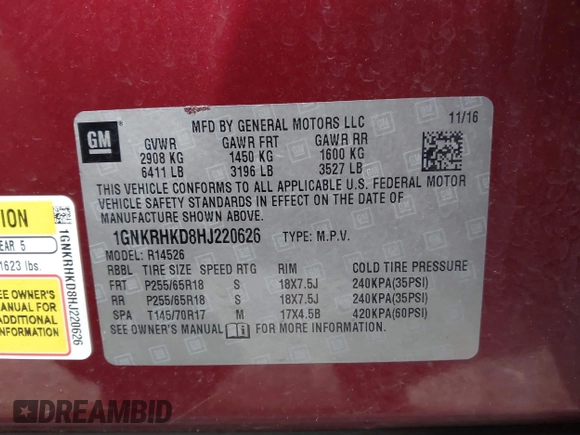 GM
MFD BY GENERAL MOTORS LLC
11/16
GVWR GAWR FRT GAWR RR
2908 KG 1450 KG 1600 KG
6411 LB 3196 LB 3527 LB
THIS VEHICLE CONFORMS TO ALL APPLICABLE U.S. FEDERAL MOTOR
VEHICLE SAFETY STANDARDS IN EFFECT ON THE DATE OF
MANUFACTURE SHOWN ABOVE.
1GNKRHKD8HJ220626 TYPE: M.P.V.
MODEL: R14526
RBBL TIRE SIZE SPEED RTG RIM COLD TIRE PRESSURE
FRT P255/65R18 S 18X7.5J 240KPA(35PSI)
RR P255/65R18 S 18X7.5J 240KPA(35PSI)
SPA T145/70R17 M 17X4.5B 420KPA(60PSI)
SEE OWNER'S MANUAL FOR MORE INFORMATION
TION
EAR 5
1623 lbs.
SEE OWNER'S
MANUAL FOR
ADDITIONAL
INFORMATION
1GNKRHKD8HJ220626
DREAMBID